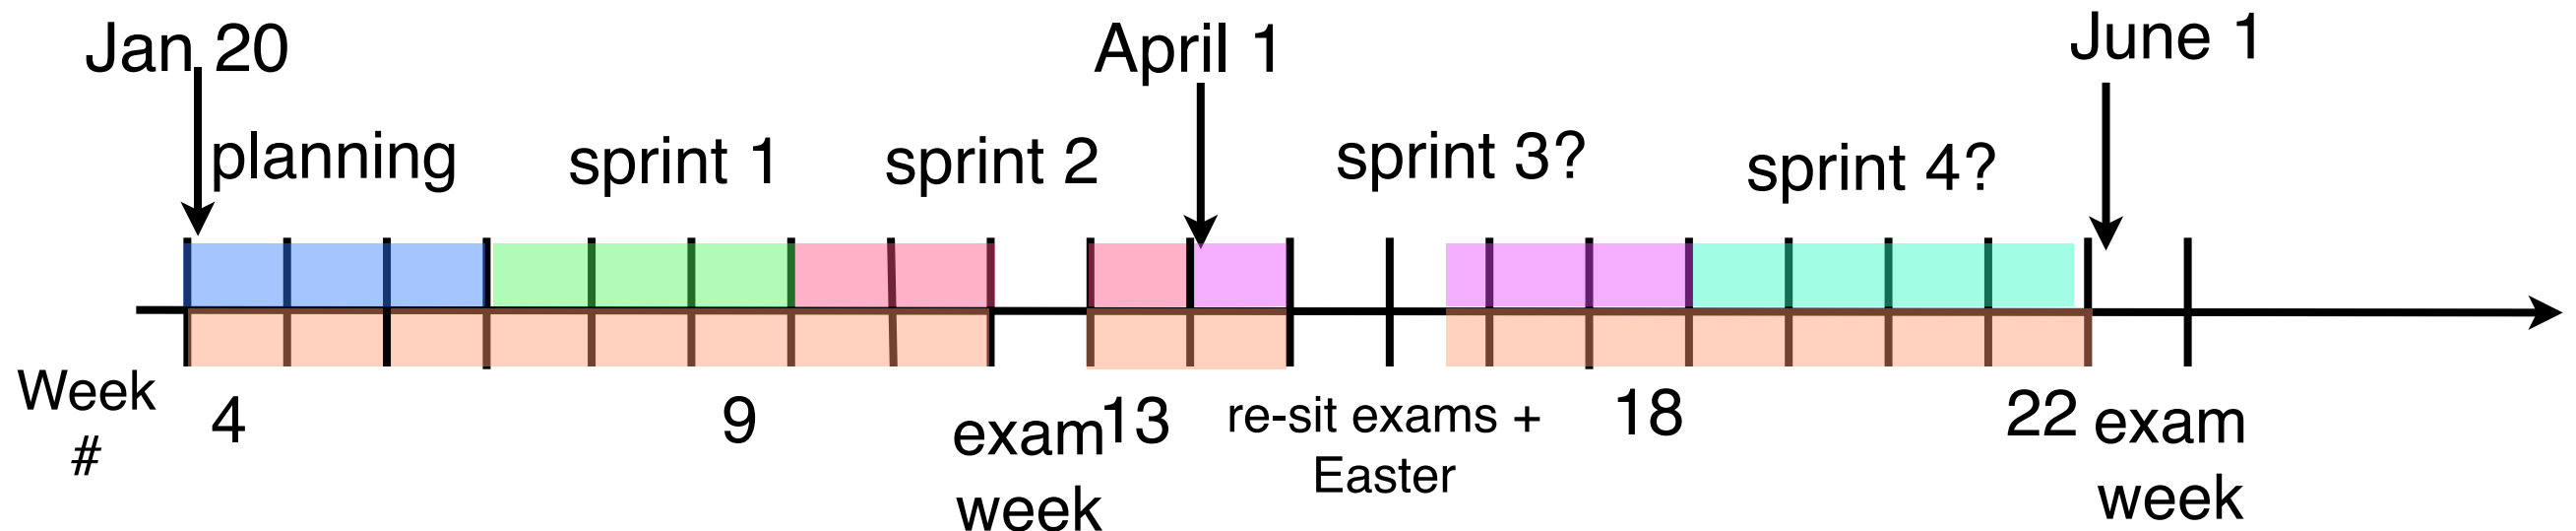 Jan 20
April 1
June 1
planning
sprint 1
sprint 2
sprint 3?
sprint 4?
Week
#
4
9
exam
week
13
re-sit exams +
Easter
18
22
exam
week